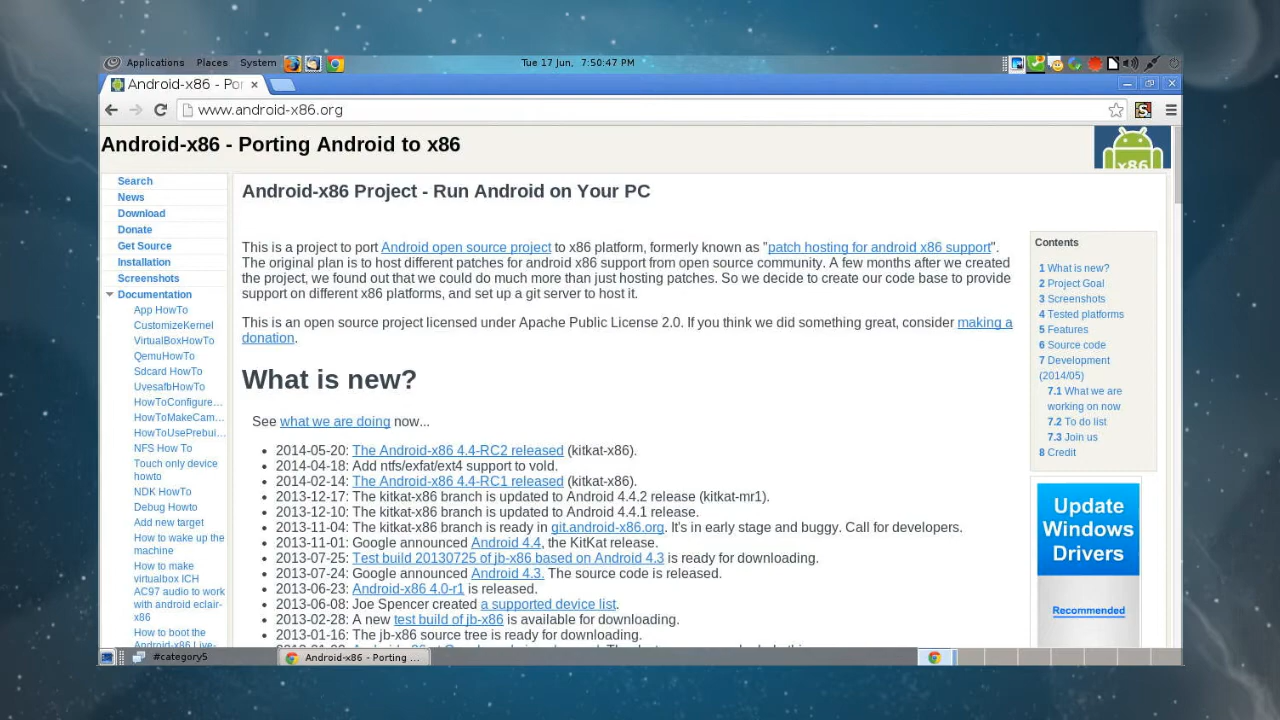 Applications Places System
Tue 17 Jun, 7:50:47 PM
Android-x86 - Por
www.android-x86.org
Android-x86 - Porting Android to x86
x86
Search
News
Download
Donate
Get Source
Installation
Screenshots
Documentation
App HowTo
CustomizeKernel
VirtualBoxHowTo
QemuHowTo
Sdcard HowTo
UvesafbHowTo
HowToConfigure...
HowToMakeCam...
HowToUsePrebui...
NFS How To
Touch only device
howto
NDK HowTo
Debug Howto
Add new target
How to wake up the
machine
How to make
virtualbox ICH
AC97 audio to work
with android eclair-
x86
How to boot the
Android-x86 Live-
Android-x86 Project - Run Android on Your PC
This is a project to port Android open source project to x86 platform, formerly known as "patch hosting for android x86 support".
The original plan is to host different patches for android x86 support from open source community. A few months after we created
the project, we found out that we could do much more than just hosting patches. So we decide to create our code base to provide
support on different x86 platforms, and set up a git server to host it.
This is an open source project licensed under Apache Public License 2.0. If you think we did something great, consider making a
donation.
What is new?
See what we are doing now...
2014-05-20: The Android-x86 4.4-RC2 released (kitkat-x86).
2014-04-18: Add ntfs/exfat/ext4 support to vold.
2014-02-14: The Android-x86 4.4-RC1 released (kitkat-x86).
2013-12-17: The kitkat-x86 branch is updated to Android 4.4.2 release (kitkat-mr1).
2013-12-10: The kitkat-x86 branch is updated to Android 4.4.1 release.
2013-11-04: The kitkat-x86 branch is ready in git.android-x86.org. It's in early stage and buggy. Call for developers.
2013-11-01: Google announced Android 4.4, the KitKat release.
2013-07-25: Test build 20130725 of jb-x86 based on Android 4.3 is ready for downloading.
2013-07-24: Google announced Android 4.3. The source code is released.
2013-06-23: Android-x86 4.0-r1 is released.
2013-06-08: Joe Spencer created a supported device list.
2013-02-28: A new test build of jb-x86 is available for downloading.
2013-01-16: The jb-x86 source tree is ready for downloading.
Contents
1 What is new?
2 Project Goal
3 Screenshots
4 Tested platforms
5 Features
6 Source code
7 Development
(2014/05)
7.1 What we are
working on now
7.2 To do list
7.3 Join us
8 Credit
Update
Windows
Drivers
Recommended
#category5
Android-x86 - Porting ...